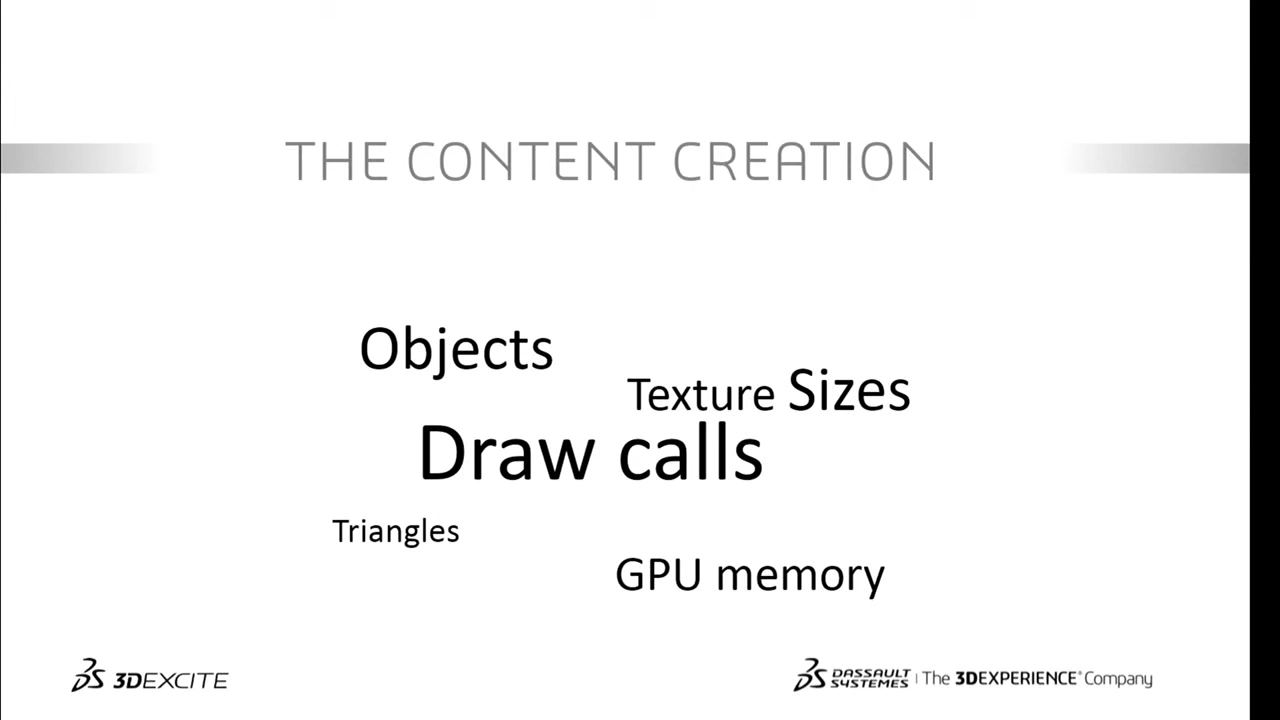 THE CONTENT CREATION
Objects
Texture Sizes
Draw calls
Triangles
GPU memory
3DEXCITE
DASSAULT SYSTEMES | The 3DEXPERIENCE® Company